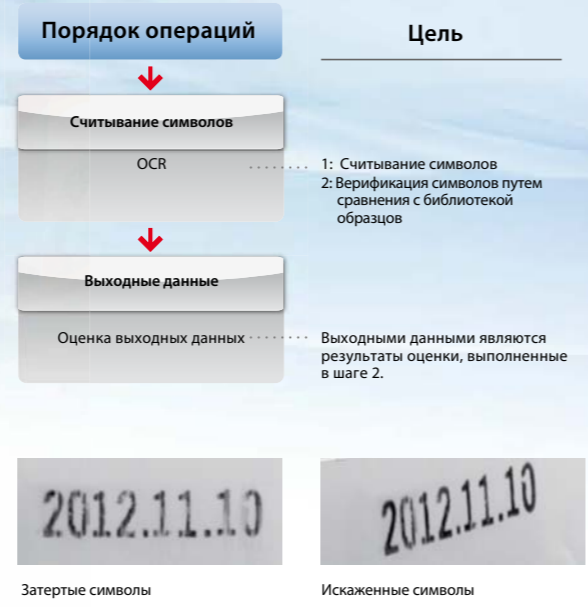 Порядок операций
Цель
Считывание символов
OCR
1: Считывание символов
2: Верификация символов путем
сравнения с библиотекой
образцов
Выходные данные
Оценка выходных данных
Выходными данными являются
результаты оценки, выполненные
в шаге 2.
2012.11.10
2012.11.10
Затертые символы
Искаженные символы